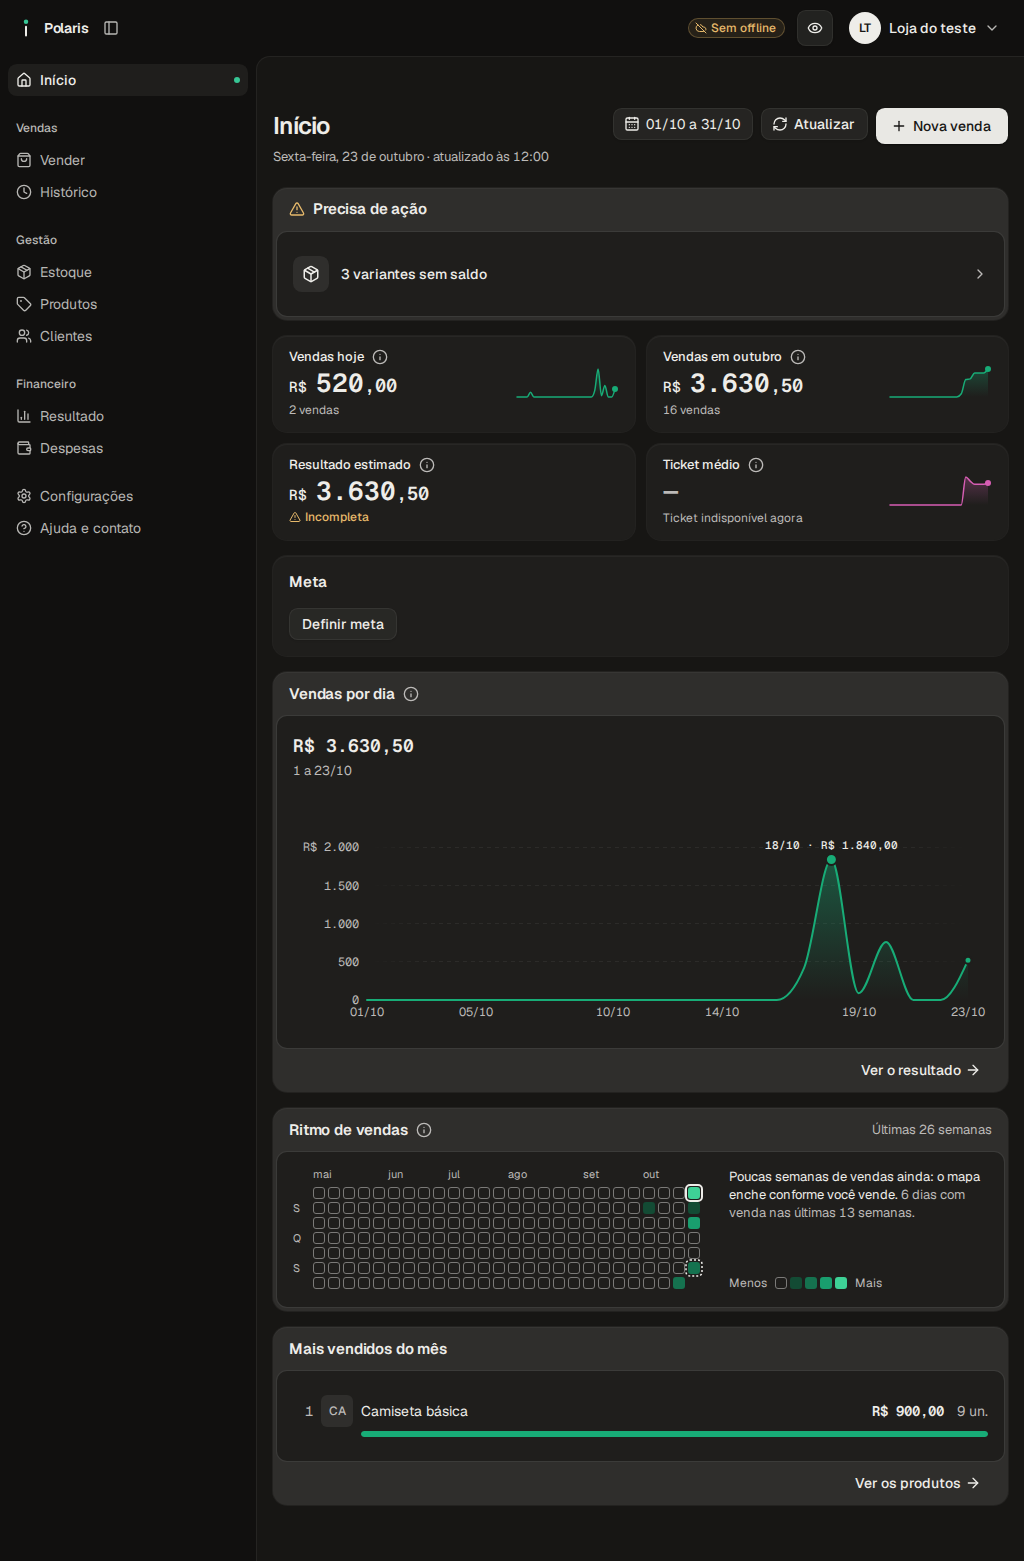 Polaris
Sem offline
LT
Loja do teste
Início
Vendas
Vender
Histórico
Gestão
Estoque
Produtos
Clientes
Financeiro
Resultado
Despesas
Configurações
Ajuda e contato
Início
01/10 a 31/10
Atualizar
Nova venda
Sexta-feira, 23 de outubro · atualizado às 12:00
Precisa de ação
3 variantes sem saldo
Vendas hoje
R$ 520,00
2 vendas
Vendas em outubro
R$ 3.630,50
16 vendas
Resultado estimado
R$ 3.630,50
Incompleta
Ticket médio
—
Ticket indisponível agora
Meta
Definir meta
Vendas por dia
R$ 3.630,50
1 a 23/10
18/10 · R$ 1.840,00
R$ 2.000
1.500
1.000
500
0
01/10 05/10 10/10 14/10 19/10 23/10
Ver o resultado
Ritmo de vendas
Últimas 26 semanas
mai jun jul ago set out
S
Q
S
Poucas semanas de vendas ainda: o mapa
enche conforme você vende. 6 dias com
venda nas últimas 13 semanas.
Menos
Mais
Mais vendidos do mês
1 CA Camiseta básica R$ 900,00 9 un.
Ver os produtos